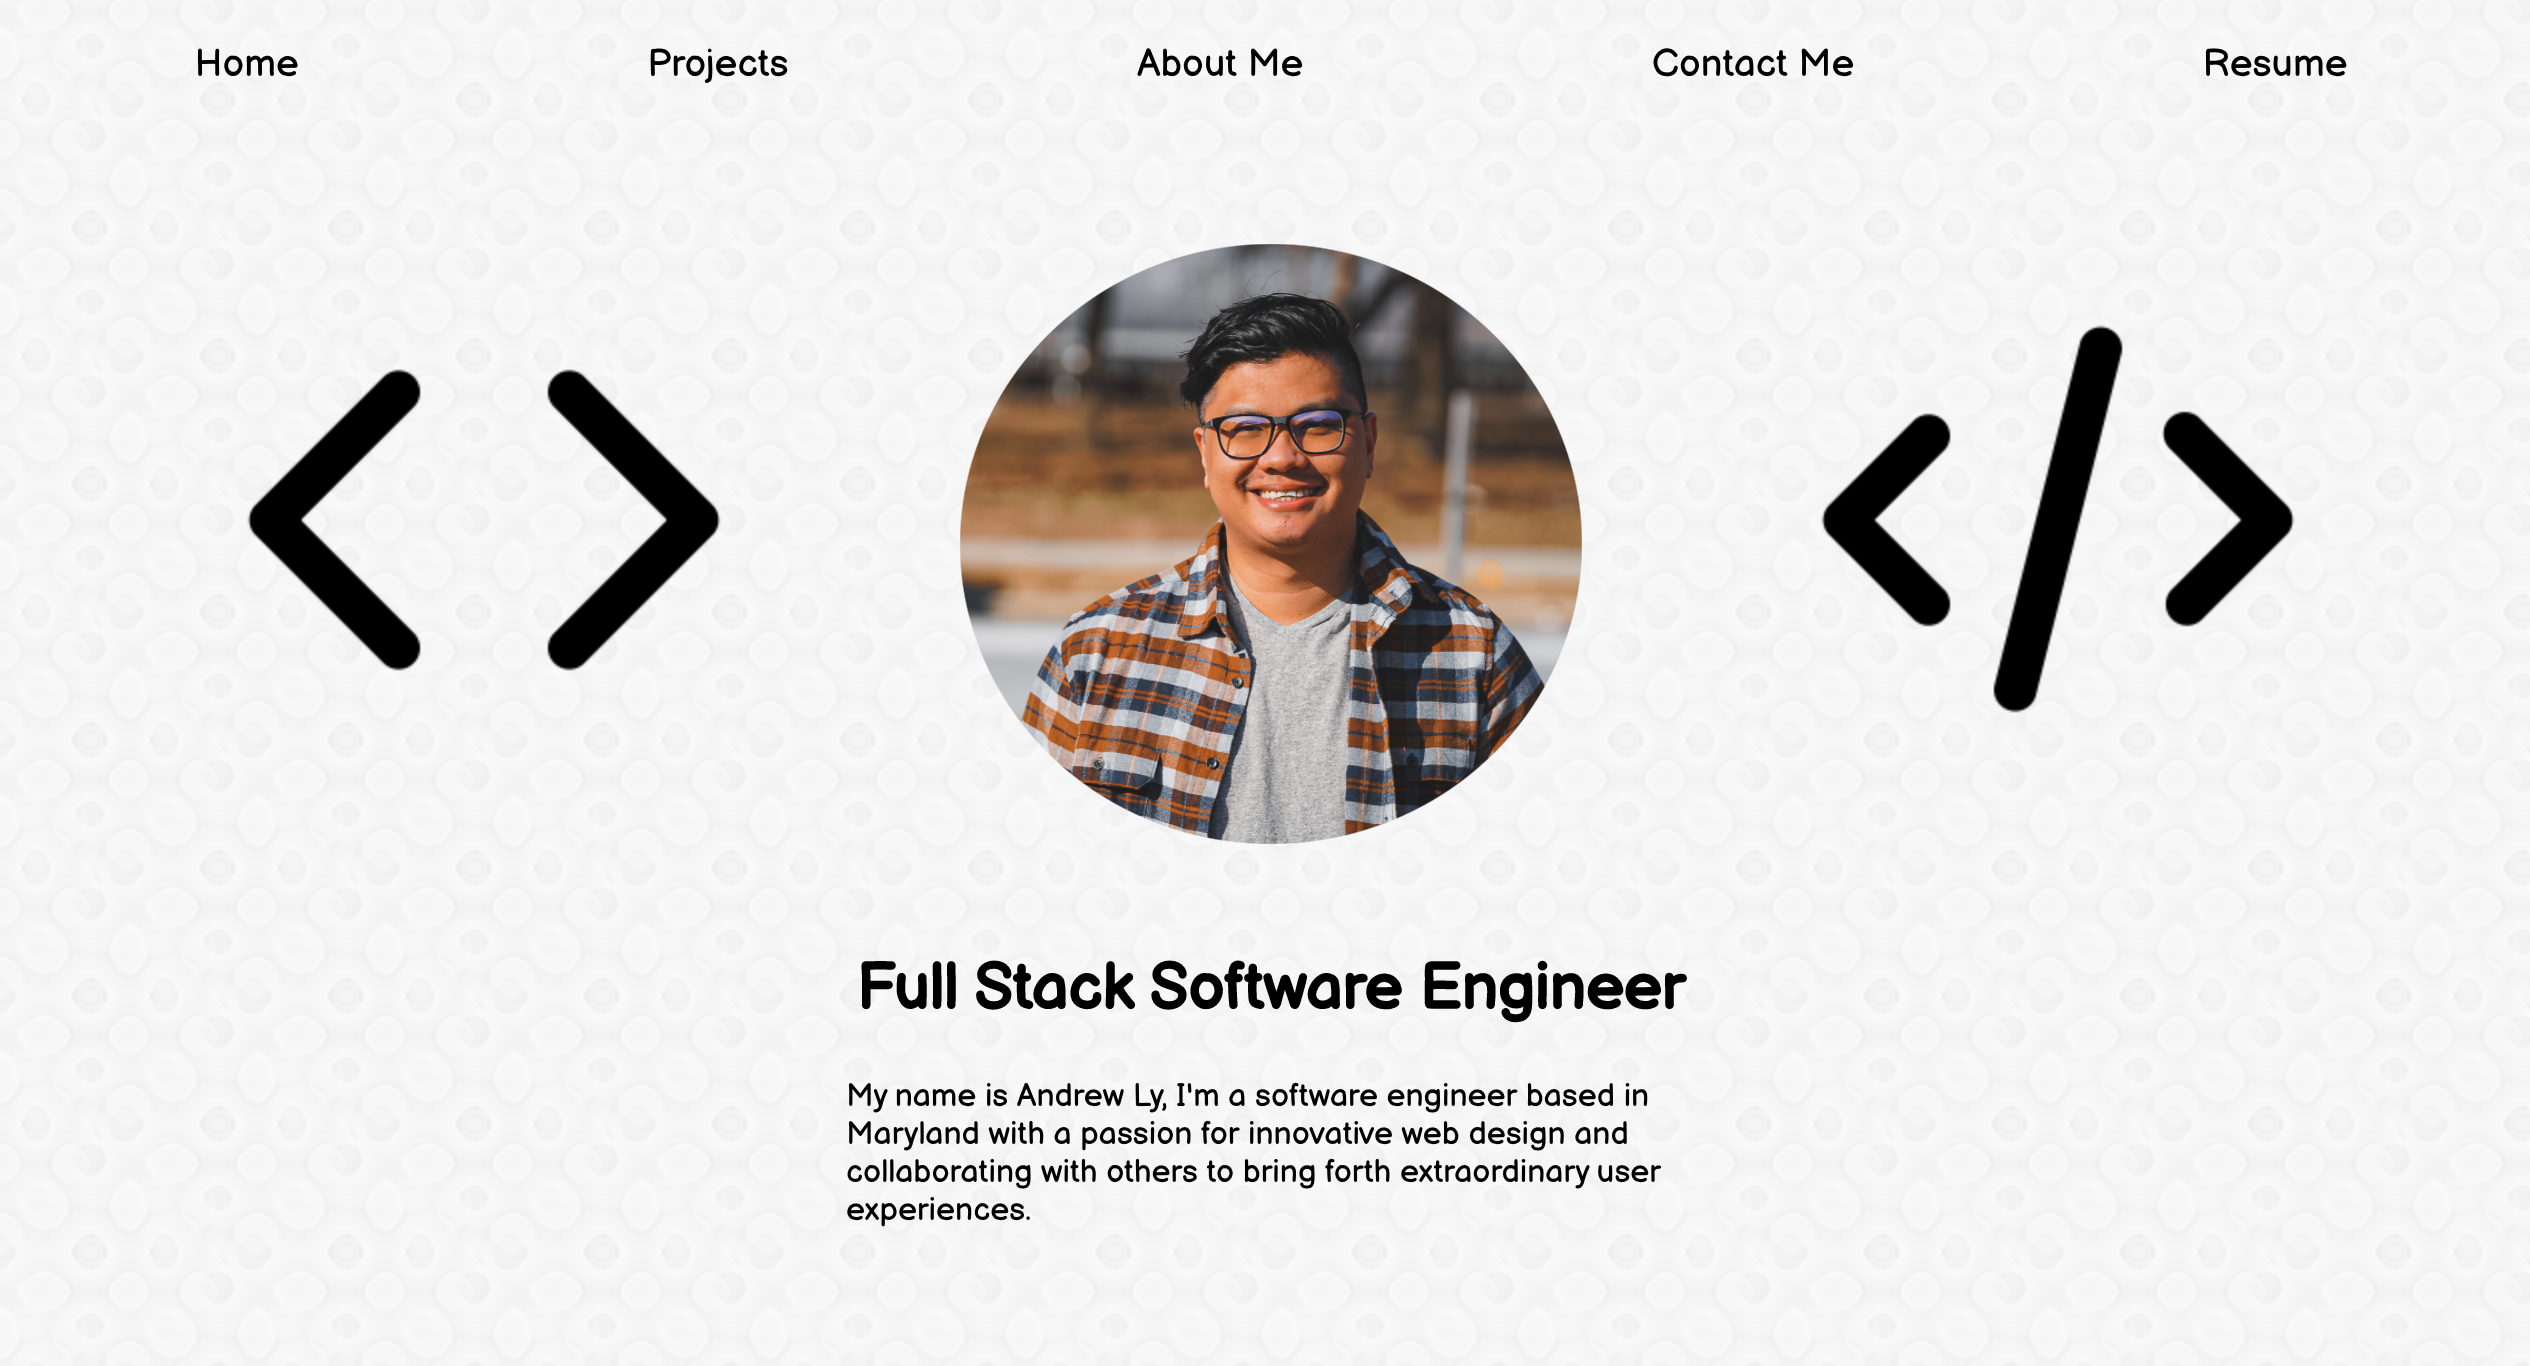 Home Projects About Me Contact Me Resume
< > </>
Full Stack Software Engineer
My name is Andrew Ly, I'm a software engineer based in
Maryland with a passion for innovative web design and
collaborating with others to bring forth extraordinary user
experiences.